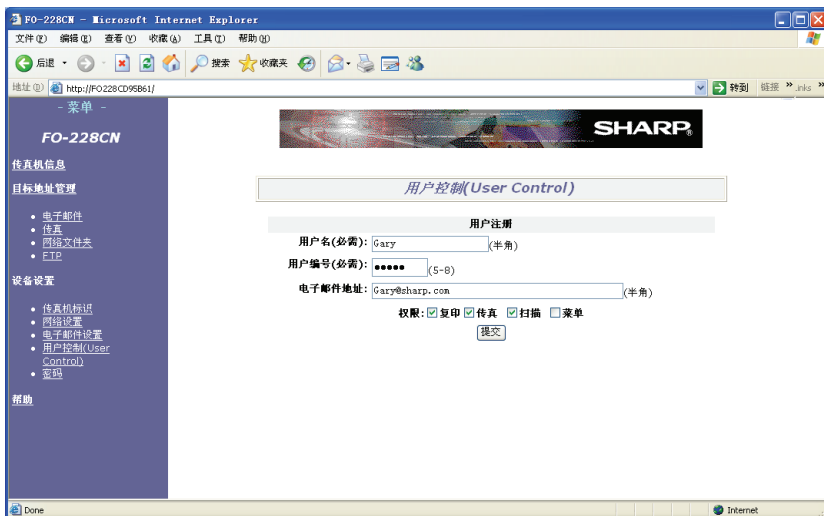 FO-228CN - Microsoft Internet Explorer
文件(F) 编辑(E) 查看(V) 收藏(A) 工具(T) 帮助(H)
后退 搜索 收藏夹
地址(D) http://FO228CD95B61/ 转到 链接 »
- 菜单 -
FO-228CN
传真机信息
目标地址管理
电子邮件
传真
网络文件夹
FTP
设备设置
传真机标识
网络设置
电子邮件设置
用户控制(User
Control)
密码
帮助
SHARP®
用户控制(User Control)
用户注册
用户名(必需): Gary (半角)
用户编号(必需): ●●●●● (5-8)
电子邮件地址: Gary@sharp.com (半角)
权限: 复印 传真 扫描 菜单
提交
Done Internet